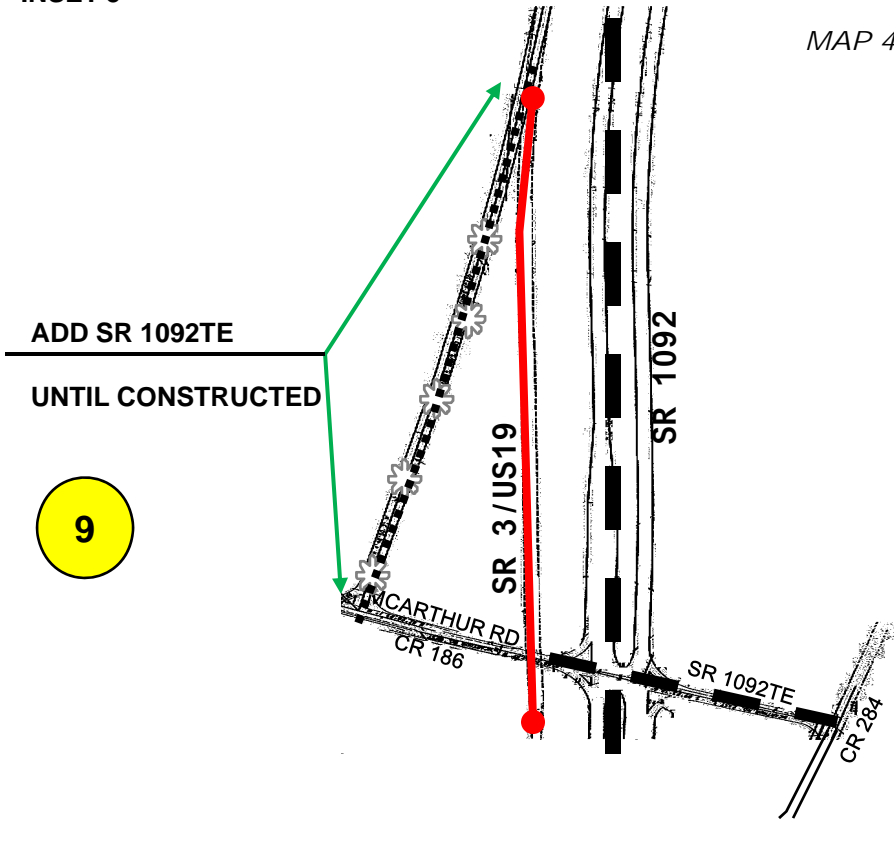 MAP 4
ADD SR 1092TE
UNTIL CONSTRUCTED
9
SR 3/US19
SR 1092
MCARTHUR RD
CR 186
SR 1092TE
CR 284